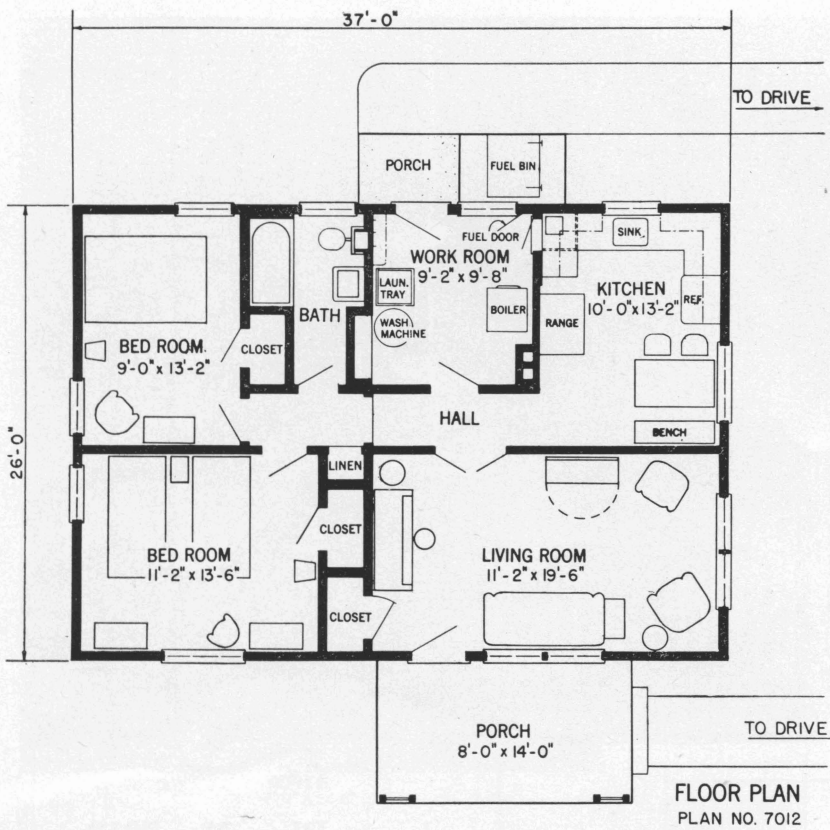 37'-0"
TO DRIVE
PORCH
FUEL BIN
FUEL DOOR
SINK
WORK ROOM
9'-2" x 9'-8"
KITCHEN
10'-0" x 13'-2"
LAUN.
TRAY
BOILER
REF.
BATH
WASH
MACHINE
RANGE
BED ROOM.
9'-0" x 13'-2"
CLOSET
HALL
BENCH
26'-0"
LINEN
CLOSET
BED ROOM
11'-2" x 13'-6"
LIVING ROOM
11'-2" x 19'-6"
CLOSET
PORCH
8'-0" x 14'-0"
TO DRIVE
FLOOR PLAN
PLAN NO. 7012